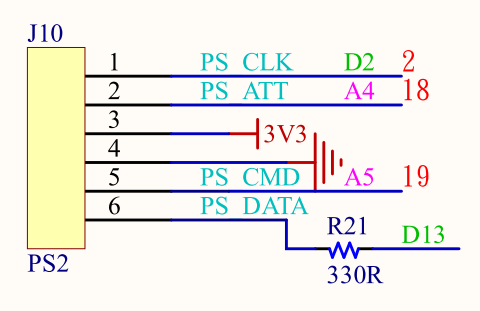 J10
1 PS CLK D2 2
2 PS ATT A4 18
3 3V3
4
5 PS CMD A5 19
6 PS DATA
R21 D13
PS2 330R